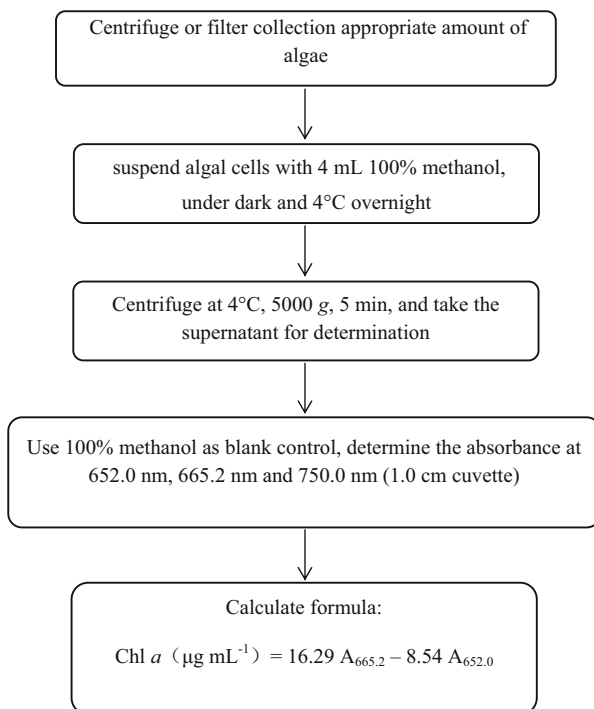 Centrifuge or filter collection appropriate amount of
algae
suspend algal cells with 4 mL 100% methanol,
under dark and 4°C overnight
Centrifuge at 4°C, 5000 g, 5 min, and take the
supernatant for determination
Use 100% methanol as blank control, determine the absorbance at
652.0 nm, 665.2 nm and 750.0 nm (1.0 cm cuvette)
Calculate formula:
Chl a（μg mL⁻¹）= 16.29 A₆₆₅.₂ – 8.54 A₆₅₂.₀